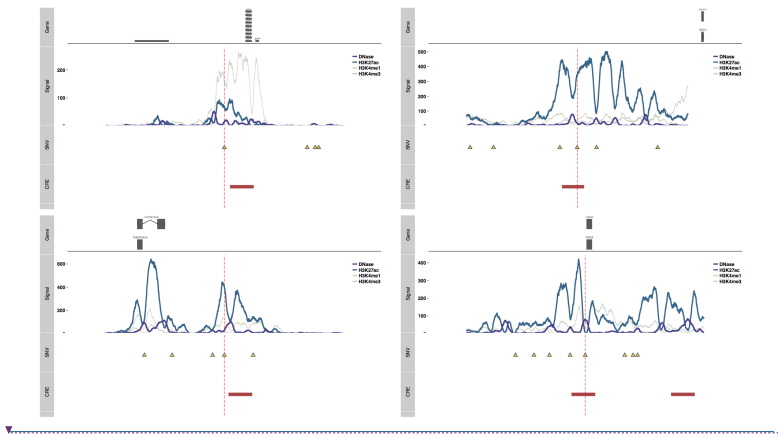 Gene
Signal
200
100
DNase
H3K27ac
H3K4me1
H3K4me3
SNV
CRE
Gene
Signal
500
400
300
200
100
DNase
H3K27ac
H3K4me1
H3K4me3
SNV
CRE
Gene
Signal
600
400
200
DNase
H3K27ac
H3K4me1
H3K4me3
SNV
CRE
Gene
Signal
400
300
200
100
DNase
H3K27ac
H3K4me1
H3K4me3
SNV
CRE